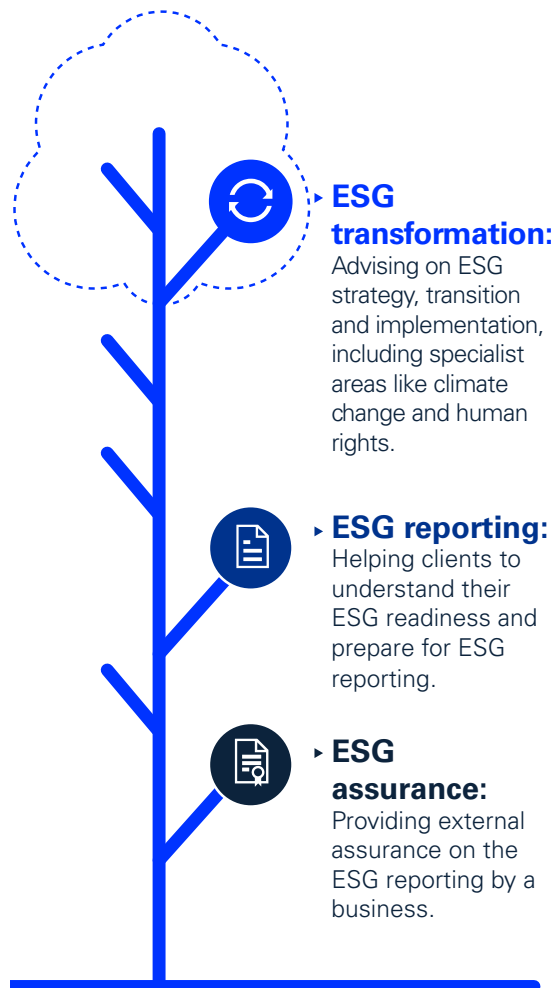 ESG
transformation:
Advising on ESG
strategy, transition
and implementation,
including specialist
areas like climate
change and human
rights.
ESG reporting:
Helping clients to
understand their
ESG readiness and
prepare for ESG
reporting.
ESG
assurance:
Providing external
assurance on the
ESG reporting by a
business.